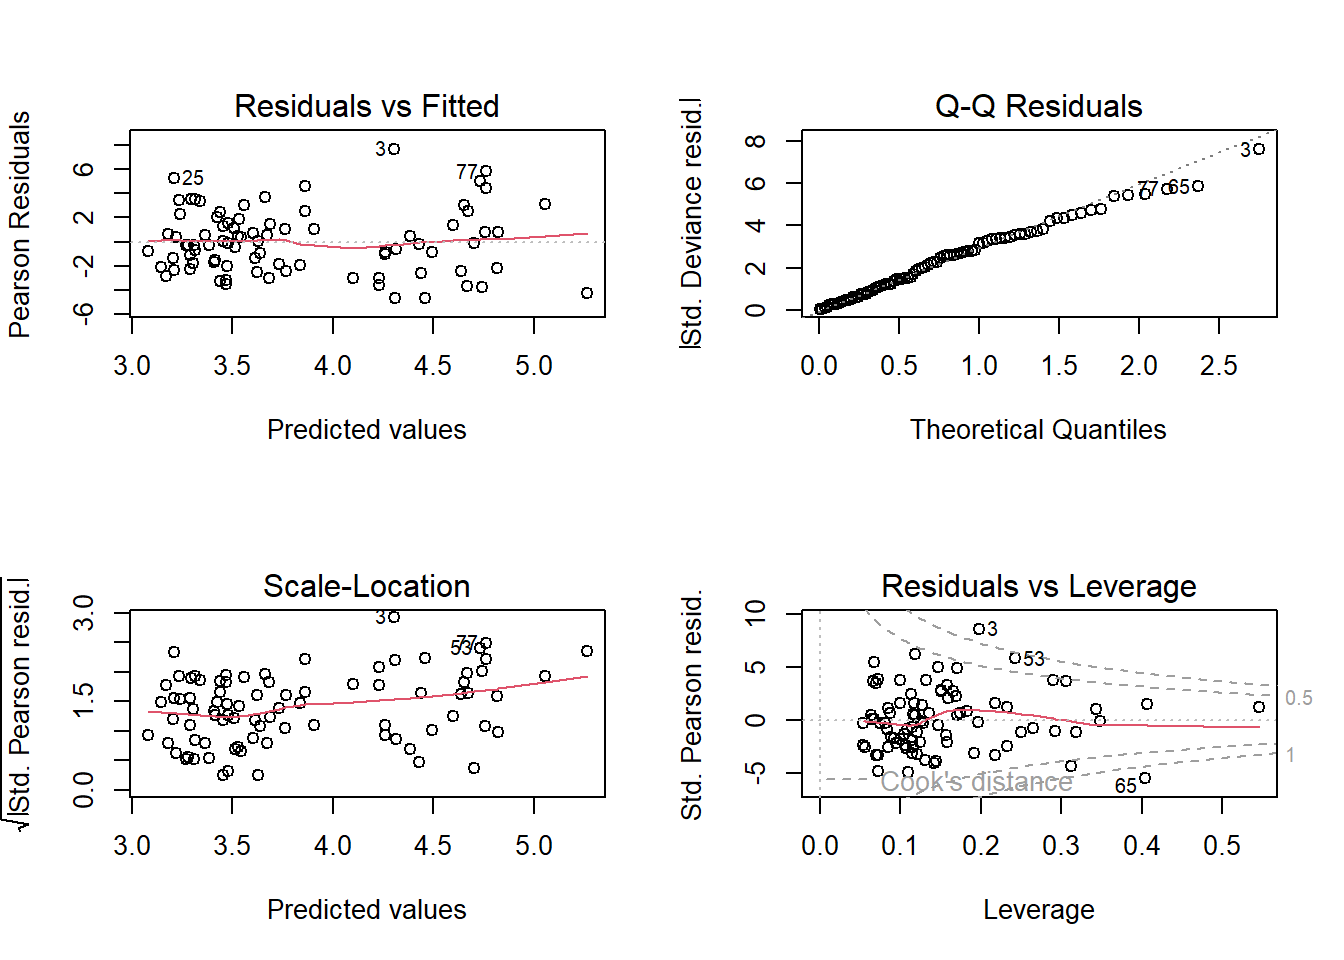 Residuals vs Fitted
Pearson Residuals
6
2
-2
-6
3
77
25
3.0 3.5 4.0 4.5 5.0
Predicted values
Q-Q Residuals
|Std. Deviance resid.|
8
6
4
2
0
3
77 65
0.0 0.5 1.0 1.5 2.0 2.5
Theoretical Quantiles
Scale-Location
√|Std. Pearson resid.|
3.0
1.5
0.0
3
77
53
3.0 3.5 4.0 4.5 5.0
Predicted values
Residuals vs Leverage
Std. Pearson resid.
10
5
0
-5
3
53
65
0.5
1
Cook's distance
0.0 0.1 0.2 0.3 0.4 0.5
Leverage